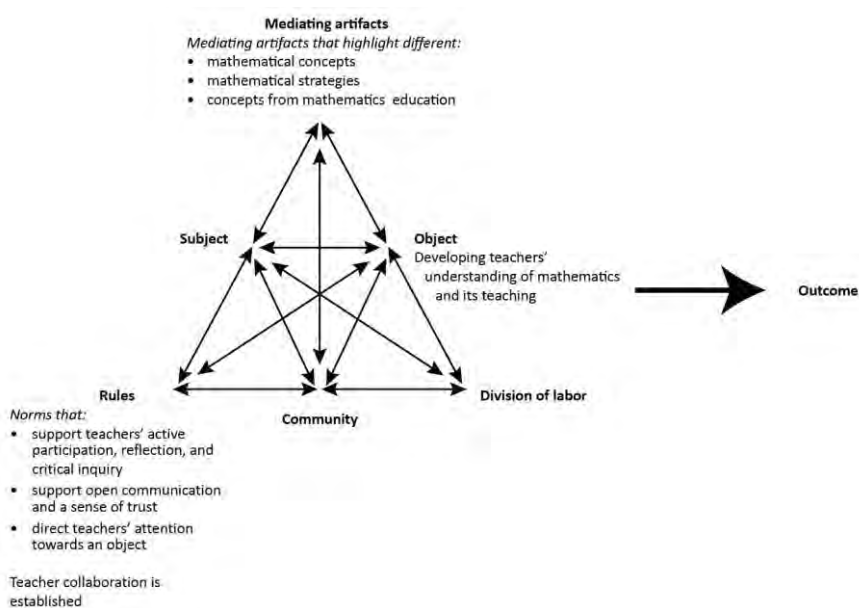 Mediating artifacts
Mediating artifacts that highlight different:
• mathematical concepts
• mathematical strategies
• concepts from mathematics education
Subject
Object
Developing teachers'
understanding of mathematics
and its teaching
Outcome
Rules
Community
Division of labor
Norms that:
• support teachers' active
participation, reflection, and
critical inquiry
• support open communication
and a sense of trust
• direct teachers' attention
towards an object
Teacher collaboration is
established